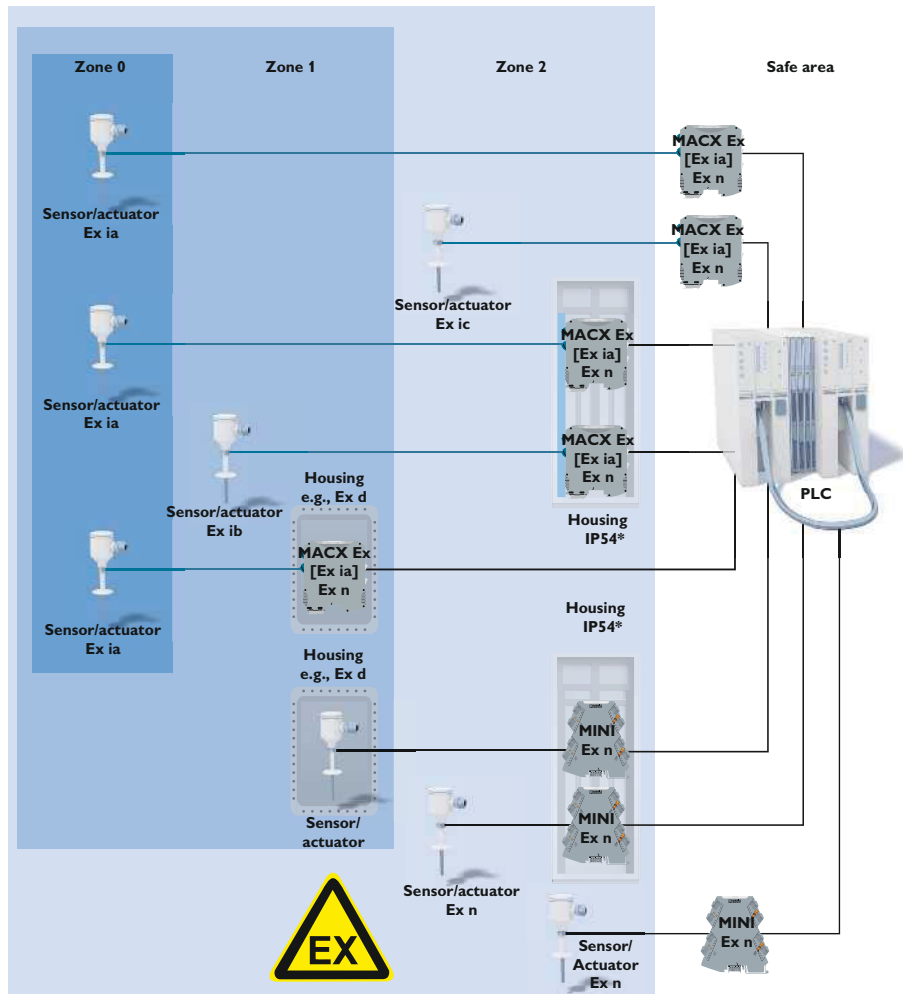 Zone 0
Zone 1
Zone 2
Safe area
MACX Ex
[Ex ia]
Ex n
Sensor/actuator
Ex ia
MACX Ex
[Ex ia]
Ex n
Sensor/actuator
Ex ic
MACX Ex
[Ex ia]
Ex n
Sensor/actuator
Ex ia
MACX Ex
[Ex ia]
Ex n
PLC
Sensor/actuator
Ex ib
Housing
e.g., Ex d
Housing
IP54*
MACX Ex
[Ex ia]
Ex n
Sensor/actuator
Ex ia
Housing
IP54*
Housing
e.g., Ex d
MINI
Ex n
Sensor/
actuator
MINI
Ex n
Sensor/actuator
Ex n
EX
Sensor/
Actuator
Ex n
MINI
Ex n